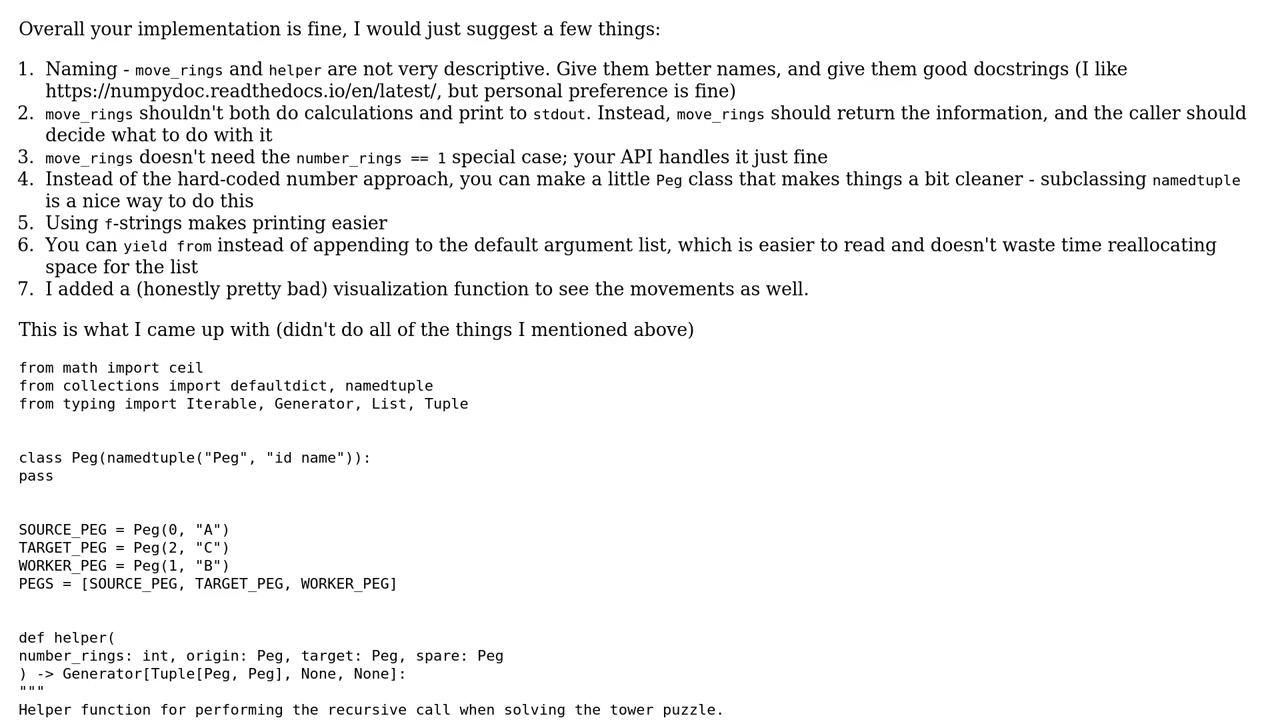 Overall your implementation is fine, I would just suggest a few things:
1. Naming - move_rings and helper are not very descriptive. Give them better names, and give them good docstrings (I like
https://numpydoc.readthedocs.io/en/latest/, but personal preference is fine)
2. move_rings shouldn't both do calculations and print to stdout. Instead, move_rings should return the information, and the caller should
decide what to do with it
3. move_rings doesn't need the number_rings == 1 special case; your API handles it just fine
4. Instead of the hard-coded number approach, you can make a little Peg class that makes things a bit cleaner - subclassing namedtuple
is a nice way to do this
5. Using f-strings makes printing easier
6. You can yield from instead of appending to the default argument list, which is easier to read and doesn't waste time reallocating
space for the list
7. I added a (honestly pretty bad) visualization function to see the movements as well.
This is what I came up with (didn't do all of the things I mentioned above)
from math import ceil
from collections import defaultdict, namedtuple
from typing import Iterable, Generator, List, Tuple
class Peg(namedtuple("Peg", "id name")):
pass
SOURCE_PEG = Peg(0, "A")
TARGET_PEG = Peg(2, "C")
WORKER_PEG = Peg(1, "B")
PEGS = [SOURCE_PEG, TARGET_PEG, WORKER_PEG]
def helper(
number_rings: int, origin: Peg, target: Peg, spare: Peg
) -> Generator[Tuple[Peg, Peg], None, None]:
"""
Helper function for performing the recursive call when solving the tower puzzle.